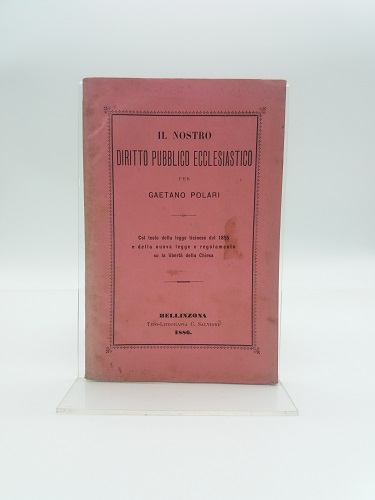 IL NOSTRO
DIRITTO PUBBLICO ECCLESIASTICO
PER
GAETANO POLARI
Col testo della legge ticinese del 1855
e della nuova legge e regolamento
su la libertà della Chiesa
BELLINZONA
Tipo-Litografia C. Salvioni
1886.